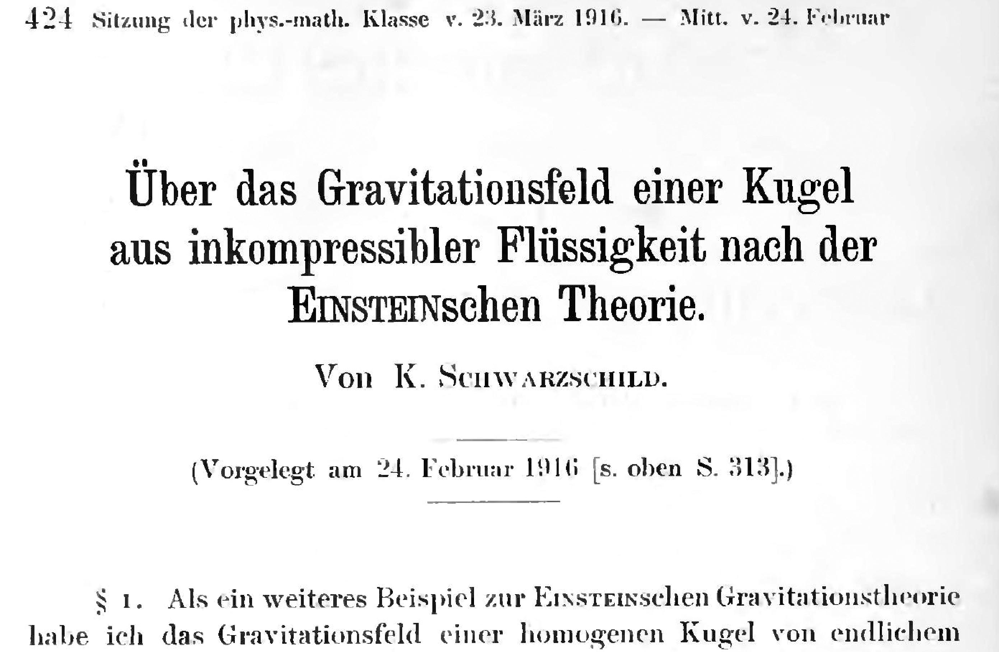 424 Sitzung der phys.-math. Klasse v. 23. März 1916. — Mitt. v. 24. Februar
Über das Gravitationsfeld einer Kugel
aus inkompressibler Flüssigkeit nach der
EINSTEINschen Theorie.
Von K. SCHWARZSCHILD.
(Vorgelegt am 24. Februar 1916 [s. oben S. 313].)
§ 1. Als ein weiteres Beispiel zur EINSTEINschen Gravitationstheorie
habe ich das Gravitationsfeld einer homogenen Kugel von endlichem